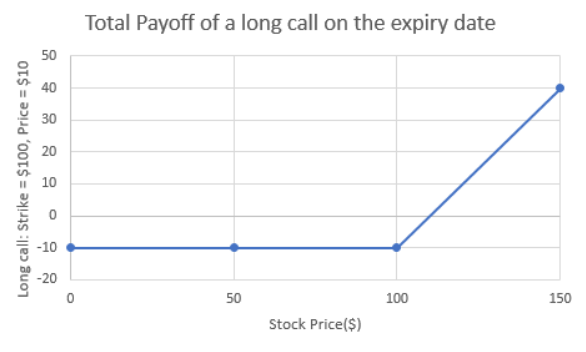 Total Payoff of a long call on the expiry date
Long call: Strike = $100, Price = $10
50
40
30
20
10
0
-10
-20
0 50 100 150
Stock Price($)